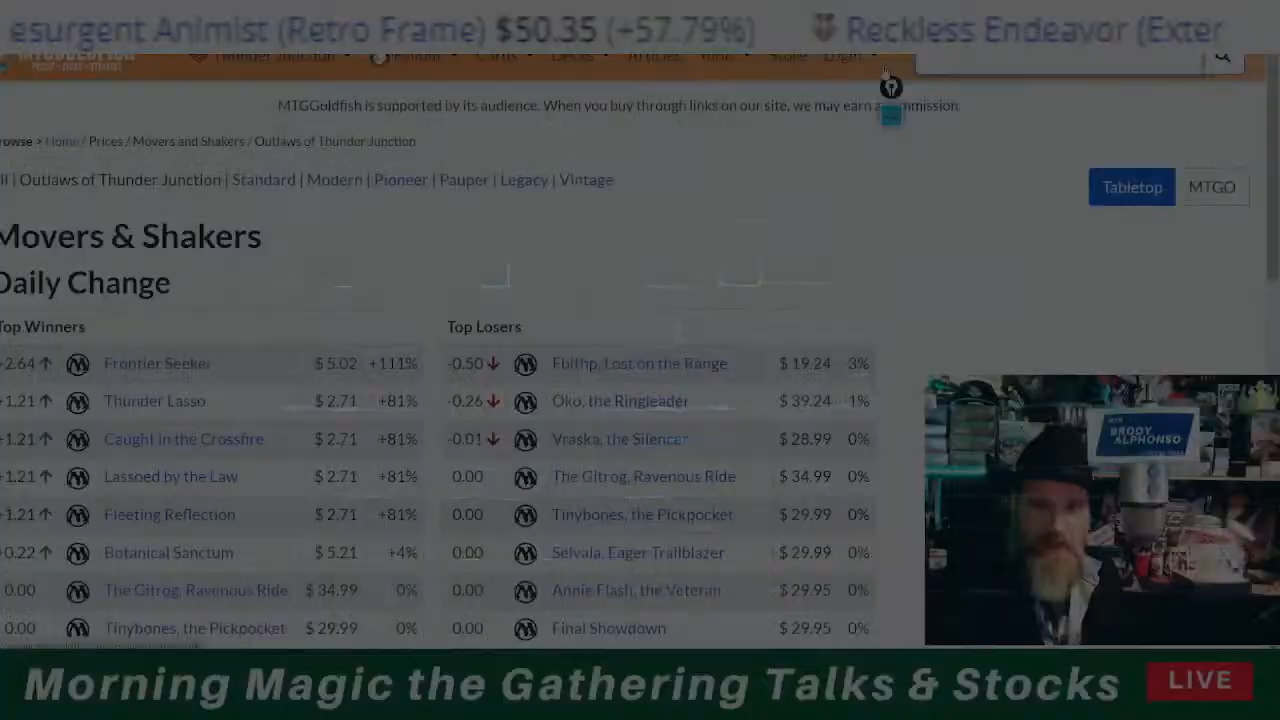 esurgent Animist (Retro Frame) $50.35 (+57.79%) Reckless Endeavor (Exter
Thunder Junction Cards Decks Articles Store Login
MTGGoldfish is supported by its audience. When you buy through links on our site, we may earn a commission.
rowse > Home / Prices / Movers and Shakers / Outlaws of Thunder Junction
ll | Outlaws of Thunder Junction | Standard | Modern | Pioneer | Pauper | Legacy | Vintage
Tabletop MTGO
Movers & Shakers
Daily Change
Top Winners
+2.64 Frontier Seeker $ 5.02 +111%
+1.21 Thunder Lasso $ 2.71 +81%
+1.21 Caught in the Crossfire $ 2.71 +81%
+1.21 Lassoed by the Law $ 2.71 +81%
+1.21 Fleeting Reflection $ 2.71 +81%
+0.22 Botanical Sanctum $ 5.21 +4%
0.00 The Gitrog, Ravenous Ride $ 34.99 0%
0.00 Tinybones, the Pickpocket $ 29.99 0%
Top Losers
-0.50 Fblthp, Lost on the Range $ 19.24 -3%
-0.26 Oko, the Ringleader $ 39.24 -1%
-0.01 Vraska, the Silencer $ 28.99 0%
0.00 The Gitrog, Ravenous Ride $ 34.99 0%
0.00 Tinybones, the Pickpocket $ 29.99 0%
0.00 Selvala, Eager Trailblazer $ 29.99 0%
0.00 Annie Flash, the Veteran $ 29.95 0%
0.00 Final Showdown $ 29.95 0%
BRODY
ALPHONSO
Morning Magic the Gathering Talks & Stocks LIVE